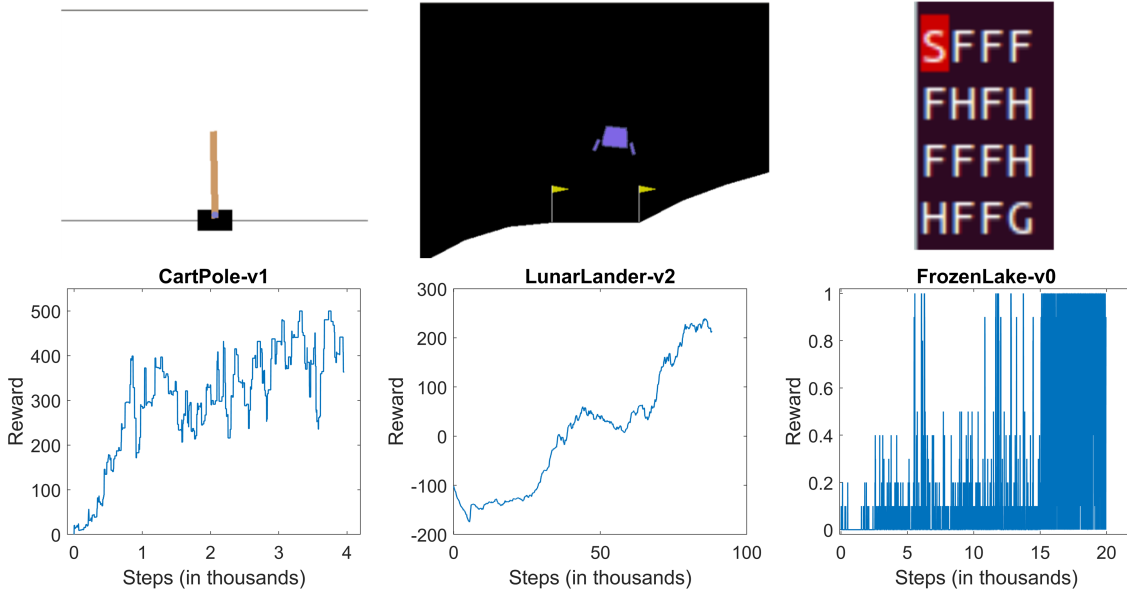 SFFF
FHFH
FFFH
HFFG
CartPole-v1
LunarLander-v2
FrozenLake-v0
500
400
300
200
100
0
Reward
0 1 2 3 4
Steps (in thousands)
300
200
100
0
-100
-200
Reward
0 50 100
Steps (in thousands)
1
0.8
0.6
0.4
0.2
0
Reward
0 5 10 15 20
Steps (in thousands)